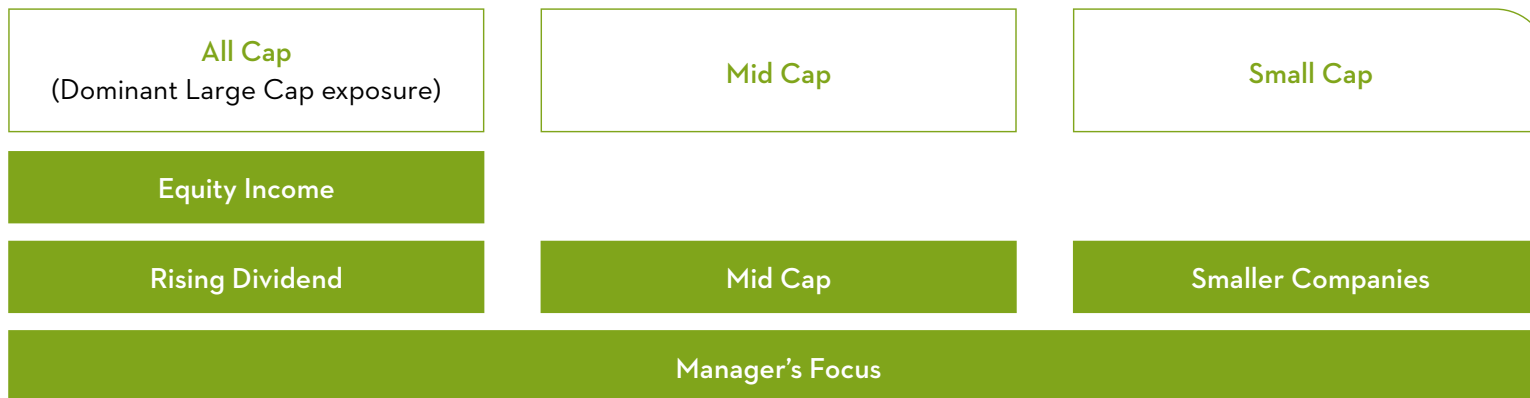 All Cap
(Dominant Large Cap exposure)
Mid Cap
Small Cap
Equity Income
Rising Dividend
Mid Cap
Smaller Companies
Manager’s Focus